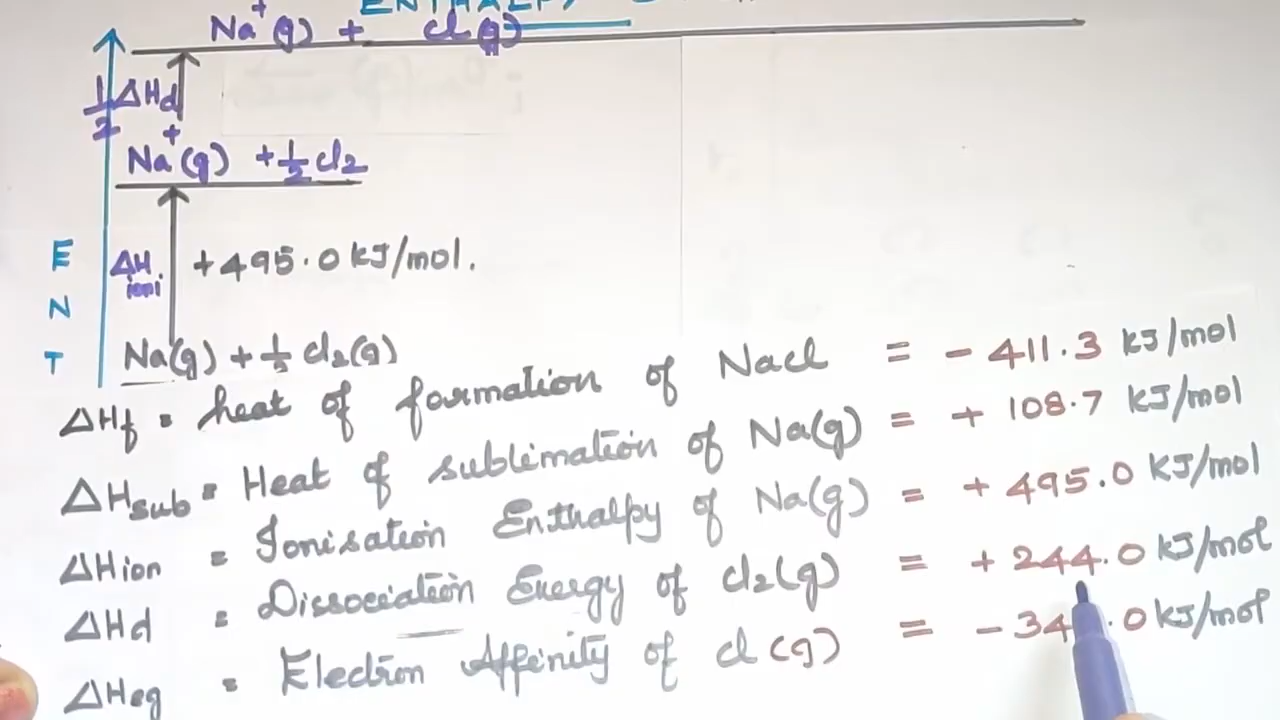 ENTHALPY
Na⁺(g) + Cl(g)
½ ΔHd
Na⁺(g) + ½ Cl₂
ΔH ioni + 495.0 kJ/mol.
E
N
T
Na(g) + ½ Cl₂(g)
ΔHf = heat of formation of NaCl = - 411.3 kJ/mol
ΔHsub = Heat of sublimation of Na(g) = + 108.7 kJ/mol
ΔHion = Ionisation Enthalpy of Na(g) = + 495.0 kJ/mol
ΔHd = Dissociation Energy of Cl₂(g) = + 244.0 kJ/mol
ΔHeg = Electron Affinity of Cl (g) = - kJ/mol